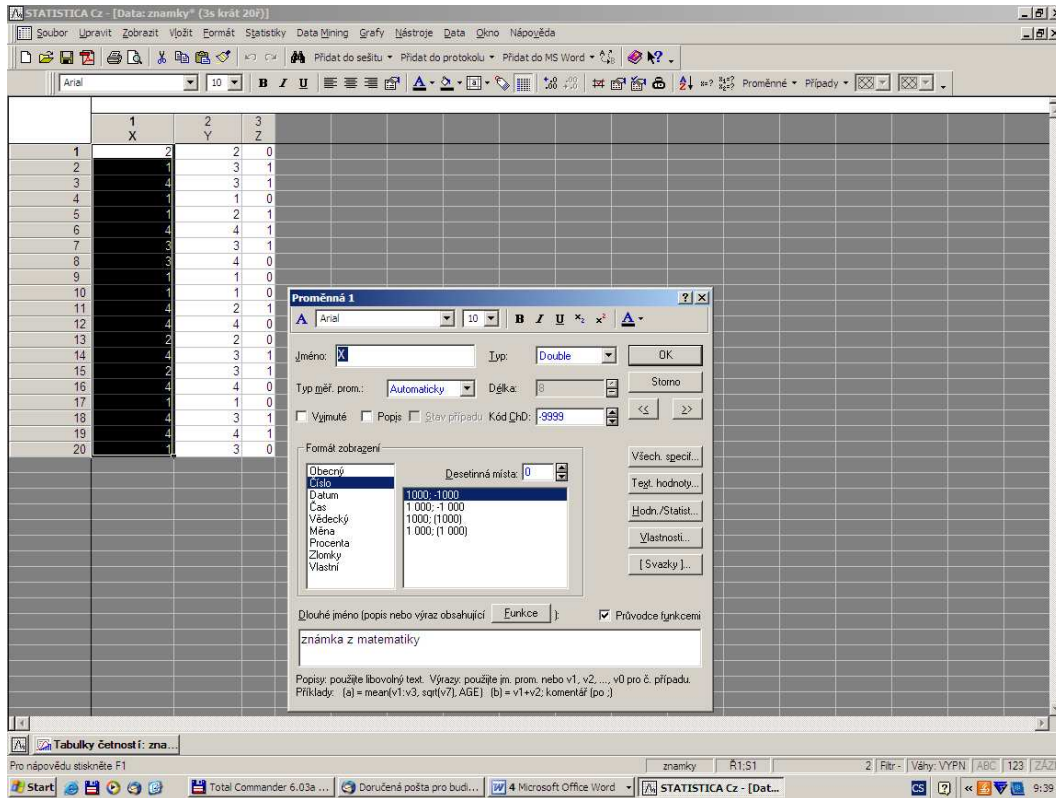 STATISTICA Cz - [Data: znamky* (3s krát 20ř)]
Soubor Upravit Zobrazit Vložit Formát Statistiky Data Mining Grafy Nástroje Data Okno Nápověda
Přidat do sešitu Přidat do protokolu Přidat do MS Word
Arial 10 B I U Proměnné Případy
1 2 3
X Y Z
1 2 2 0
2 1 3 1
3 4 3 1
4 1 1 0
5 1 2 1
6 4 4 1
7 3 3 1
8 3 4 0
9 1 1 0
10 1 1 0
11 4 2 1
12 4 4 0
13 2 2 0
14 4 3 1
15 2 3 1
16 4 4 0
17 1 1 0
18 4 3 1
19 4 4 1
20 1 3 0
Proměnná 1
A Arial 10 B I U x₂ x² A
Jméno: X Typ: Double OK
Typ měř. prom.: Automaticky Délka: 8 Storno
Vyjmuté Popis Stav případu Kód ChD: -9999 << >>
Formát zobrazení
Obecný
Číslo
Datum
Čas
Vědecký
Měna
Procenta
Zlomky
Vlastní
Desetinná místa: 0
1000; -1000
1 000; -1 000
1000; (1000)
1 000; (1 000)
Všech. specif...
Text. hodnoty...
Hodn./Statist...
Vlastnosti...
[ Svazky ]...
Dlouhé jméno (popis nebo výraz obsahující Funkce ): Průvodce funkcemi
známka z matematiky
Popisy: použijte libovolný text. Výrazy: použijte jm. prom. nebo v1, v2, ..., v0 pro č. případu.
Příklady: (a) = mean(v1:v3, sqrt(v7), AGE) (b) = v1+v2; komentář (po ;)
Tabulky četností: zna...
Pro nápovědu stiskněte F1 znamky Ř1;S1 2 Filtr - Váhy: VYPN ABC 123 ZÁZ
Start Total Commander 6.03a ... Doručená pošta pro budi... 4 Microsoft Office Word STATISTICA Cz - [Dat... CS 9:39